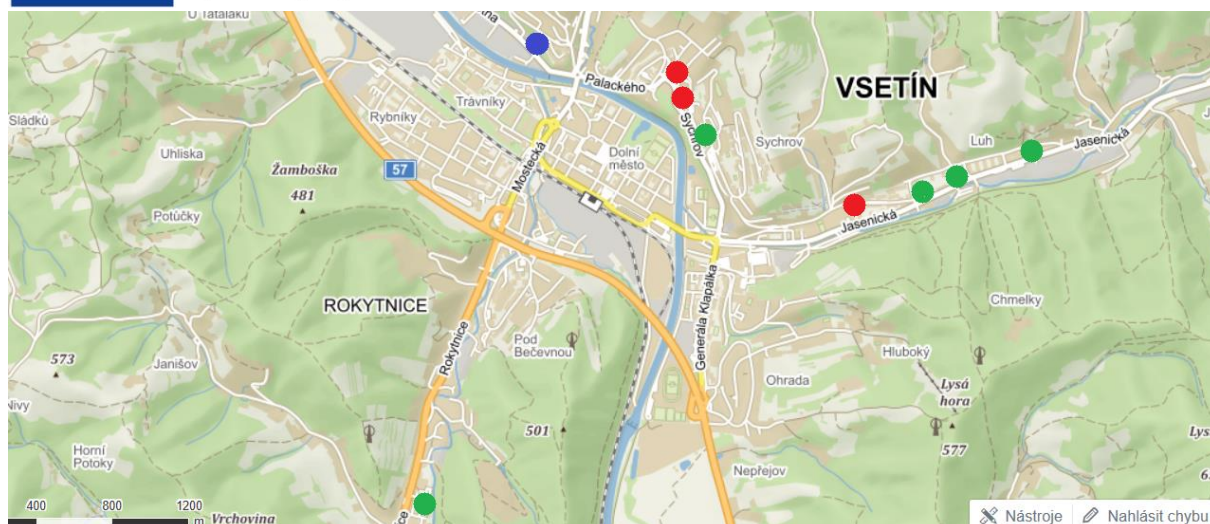 U Tataláku
Palackého
VSETÍN
Trávníky
Sládků
Rybníky
Sychrov
Sychrov
Luh
Jasenická
Uhliska
Dolní
město
Mostecká
Žamboška
481
57
Potůčky
Jasenická
ROKYTNICE
Generála Klapálka
Chmelky
Rokytnice
Pod
Bečevnou
573
Janišov
Hluboký
Ohrada
Lysá
hora
Nivy
501
577
Horní
Potoky
Nepřejov
400 800 1200
m
Vrchovina
Nástroje
Nahlásit chybu